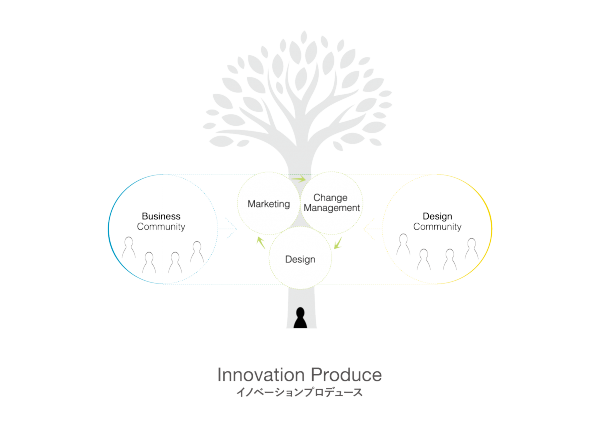 Marketing
Change
Management
Business
Community
Design
Community
Design
Innovation Produce
イノベーションプロデュース